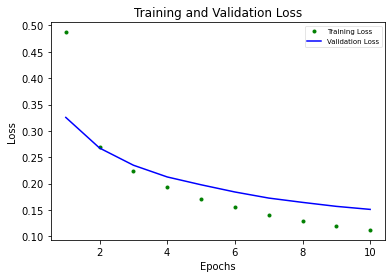 Training and Validation Loss
Training Loss
Validation Loss
Loss
0.50
0.45
0.40
0.35
0.30
0.25
0.20
0.15
0.10
2
4
6
8
10
Epochs